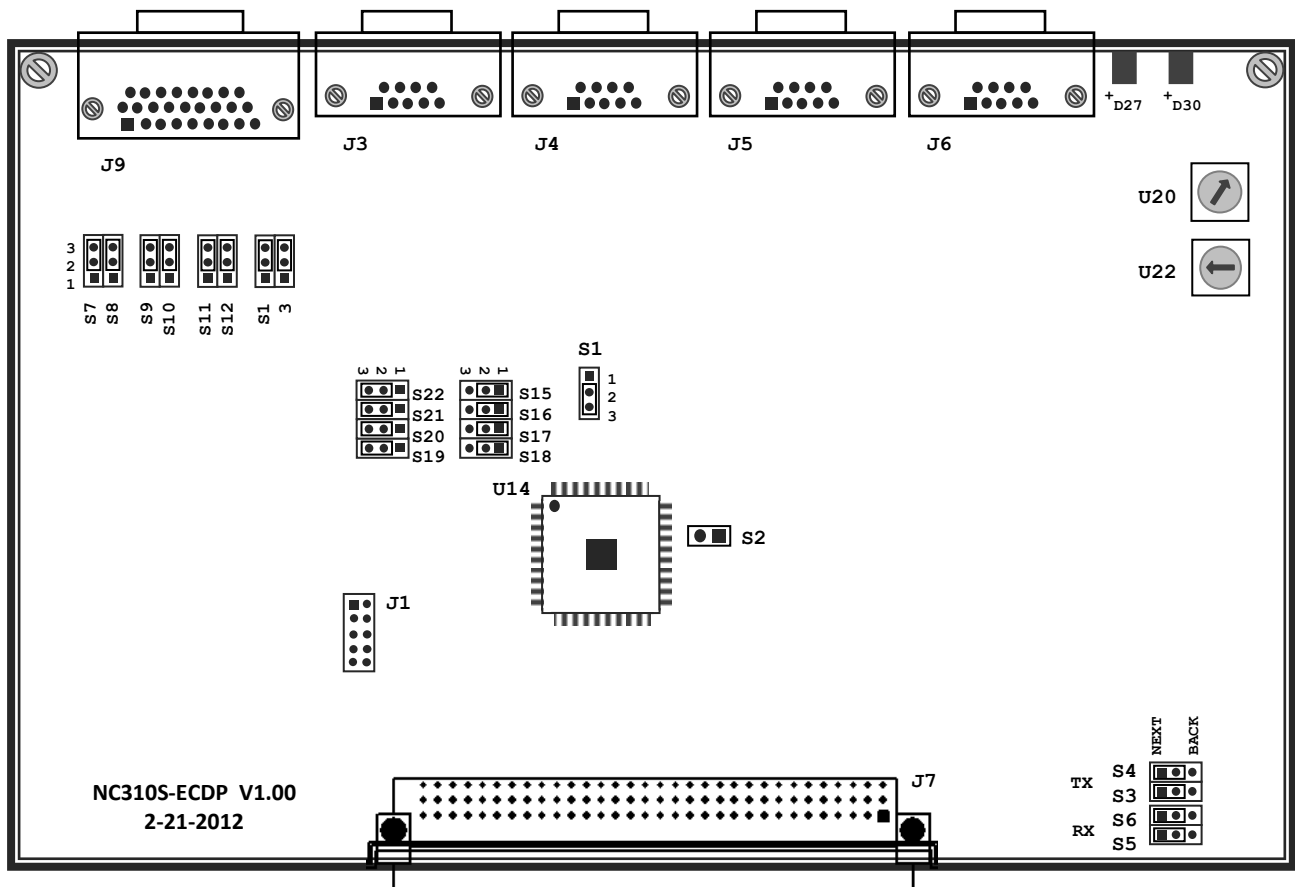 J9
J3
J4
J5
J6
+D27
+D30
U20
U22
3
2
1
S7
S8
S9
S10
S11
S12
S1
3
S1
1
2
3
3
2
1
S22
S21
S20
S19
3
2
1
S15
S16
S17
S18
U14
S2
J1
J7
NEXT
BACK
TX
S4
S3
RX
S6
S5
NC310S-ECDP V1.00
2-21-2012